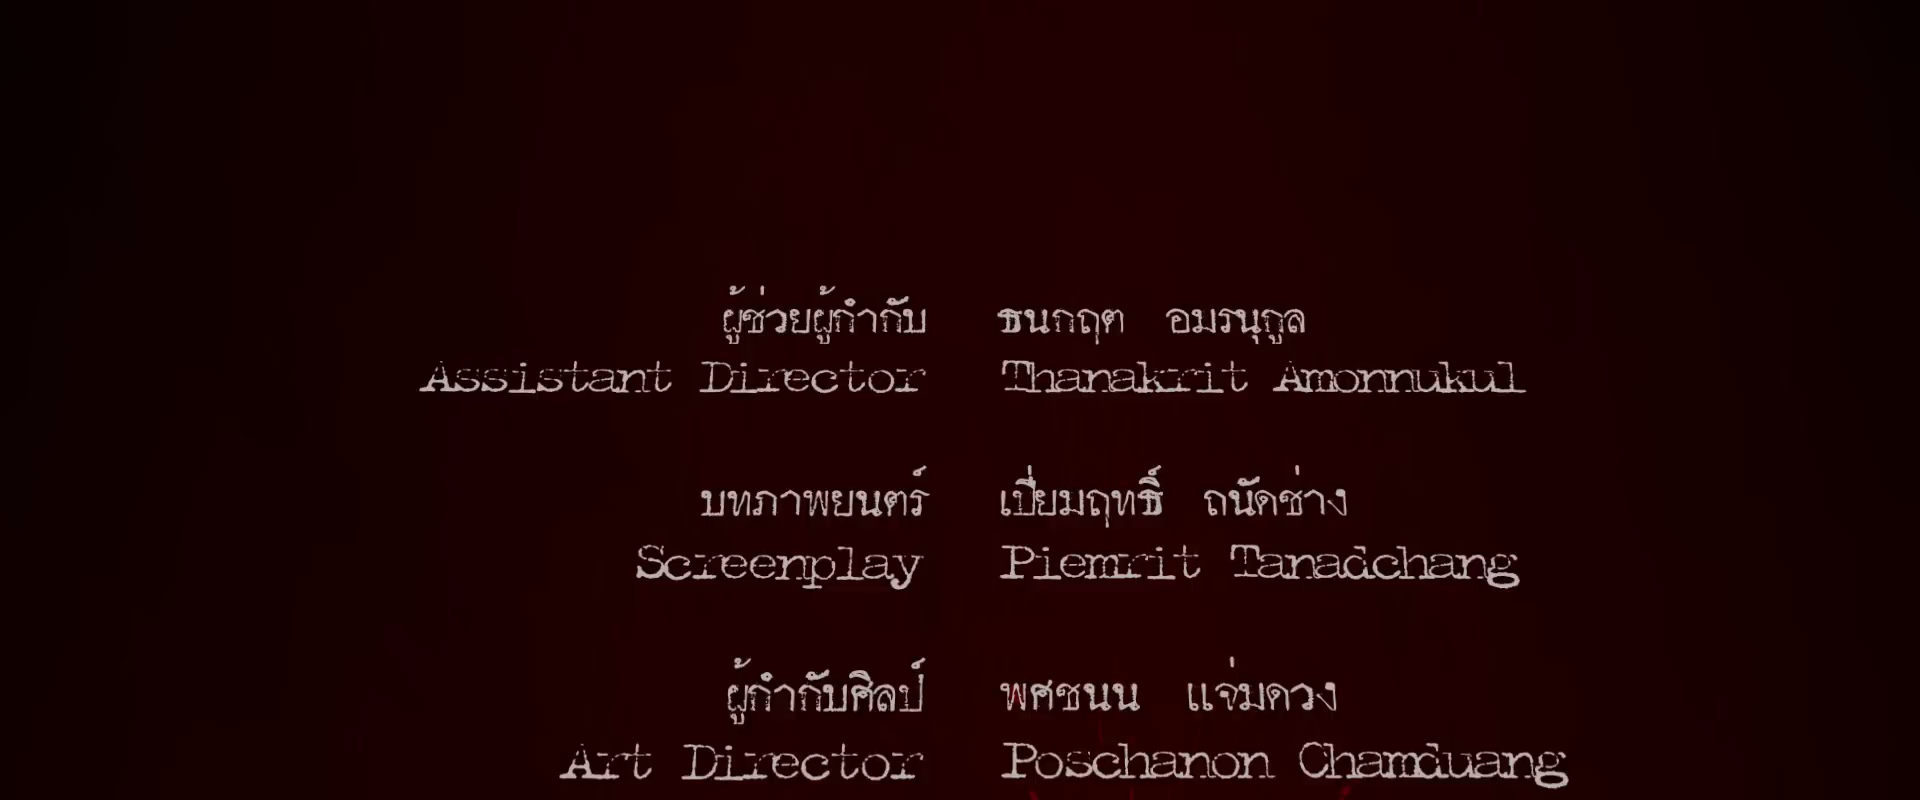 ผู้ช่วยผู้กำกับ ธนกฤต อมรนุกูล
Assistant Director Thanakrit Amonnukul
บทภาพยนตร์ เปี่ยมฤทธิ์ ถนัดช่าง
Screenplay Piemrit Tanadchang
ผู้กำกับศิลป์ พศชนน แจ่มดวง
Art Director Poschanon Chamduang